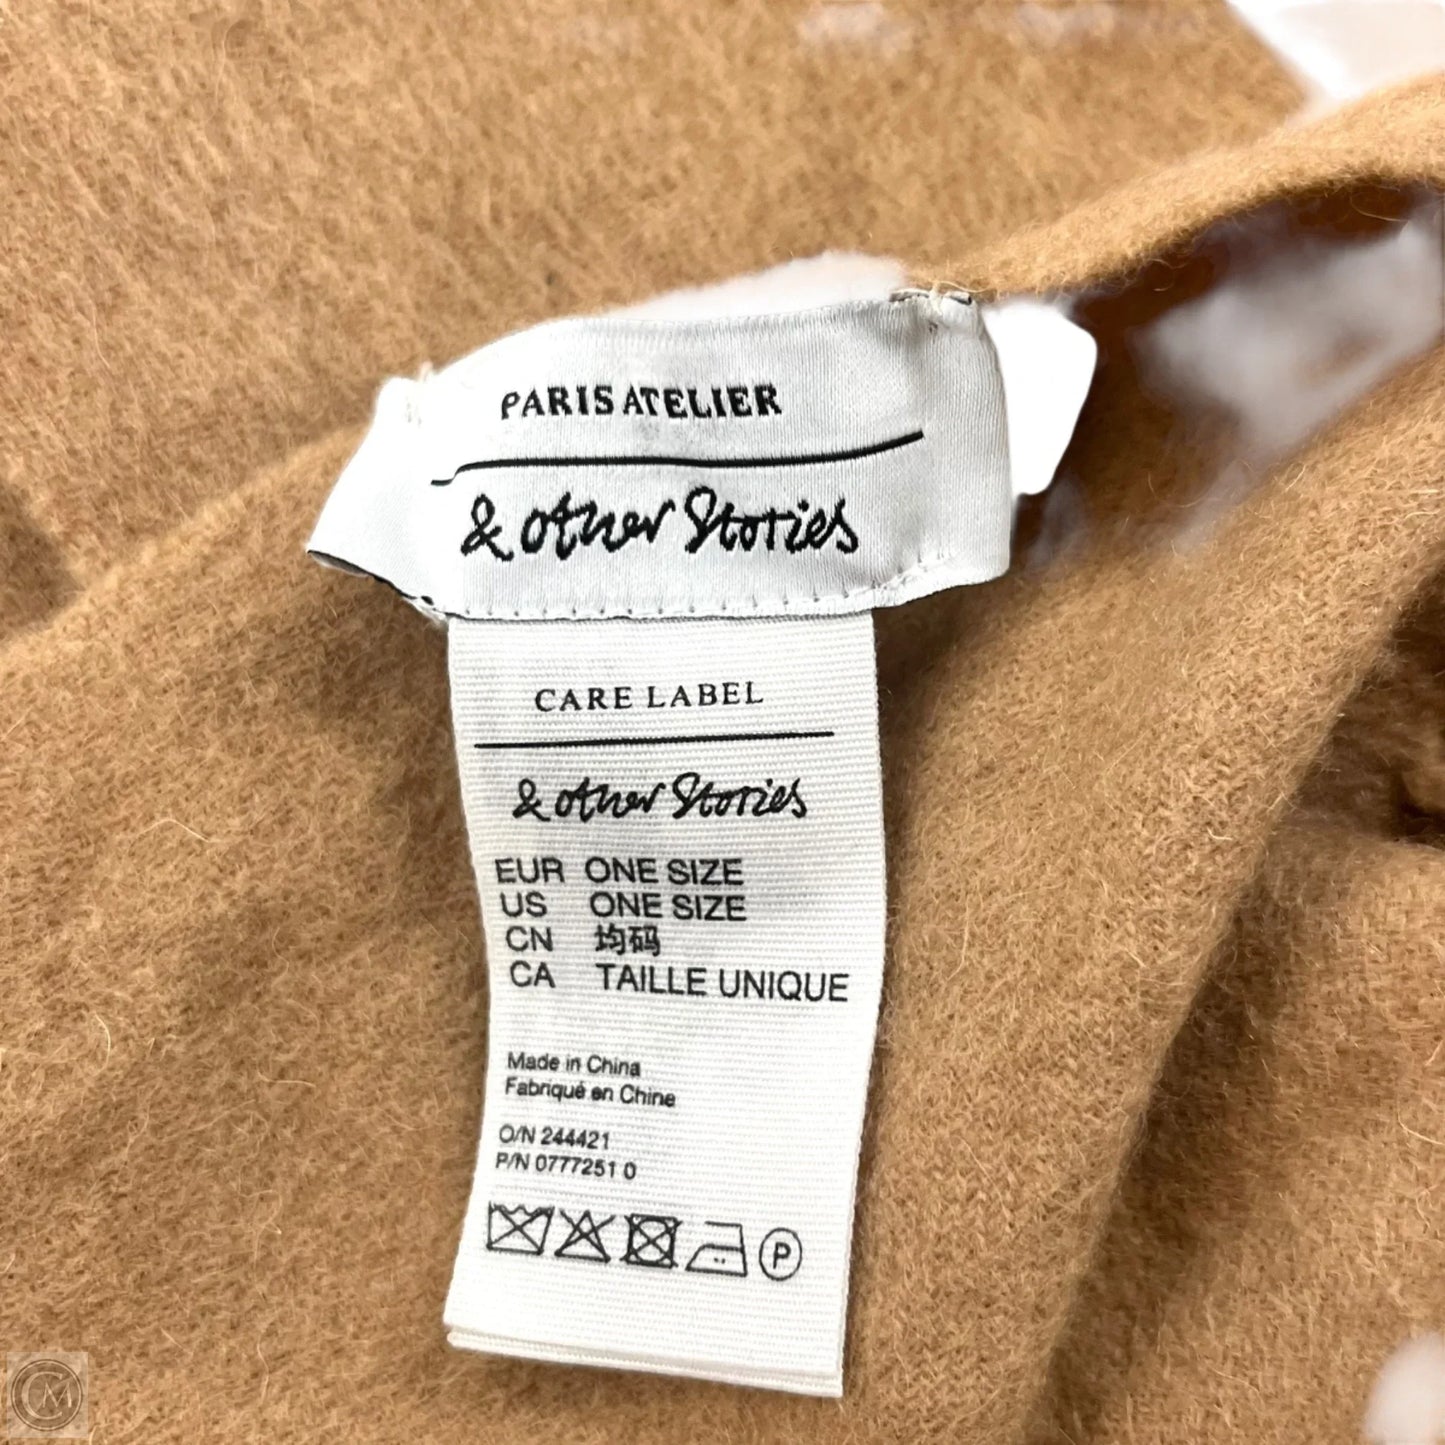 PARIS ATELIER
& other Stories
CARE LABEL
& other Stories
EUR ONE SIZE
US ONE SIZE
CN 均码
CA TAILLE UNIQUE
Made in China
Fabriqué en Chine
O/N 244421
P/N 0777251 0
P
CM